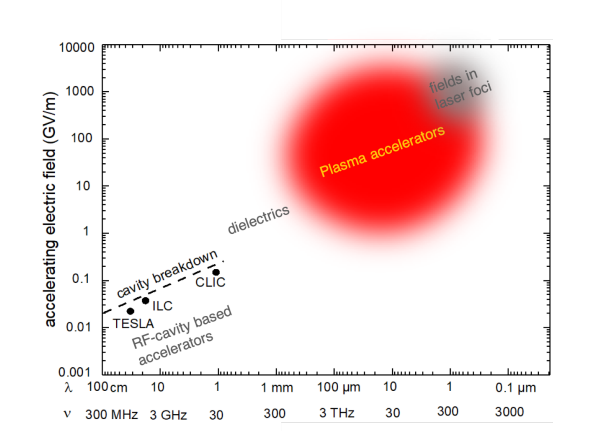 accelerating electric field (GV/m)
10000
1000
100
10
1
0.1
0.01
0.001
fields in
laser foci
Plasma accelerators
dielectrics
cavity breakdown
CLIC
ILC
TESLA
RF-cavity based
accelerators
λ 100 cm 10 1 1 mm 100 µm 10 1 0.1 µm
ν 300 MHz 3 GHz 30 300 3 THz 30 300 3000